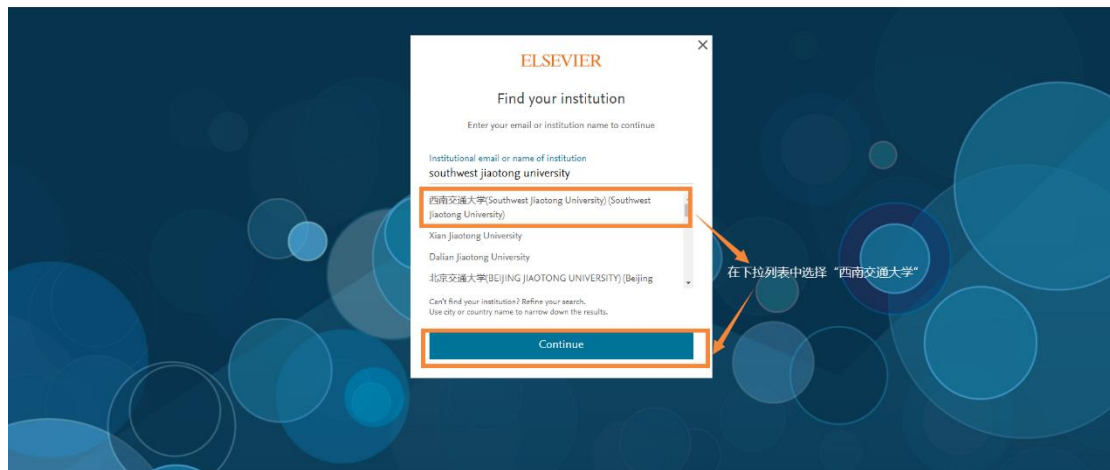 ELSEVIER
Find your institution
Enter your email or institution name to continue
Institutional email or name of institution
southwest jiaotong university
西南交通大学(Southwest Jiaotong University) (Southwest
Jiaotong University)
Xian Jiaotong University
Dalian Jiaotong University
北京交通大学(BEIJING JIAOTONG UNIVERSITY) (Beijing
在下拉列表中选择“西南交通大学”
Can't find your institution? Refine your search.
Use city or country name to narrow down the results.
Continue